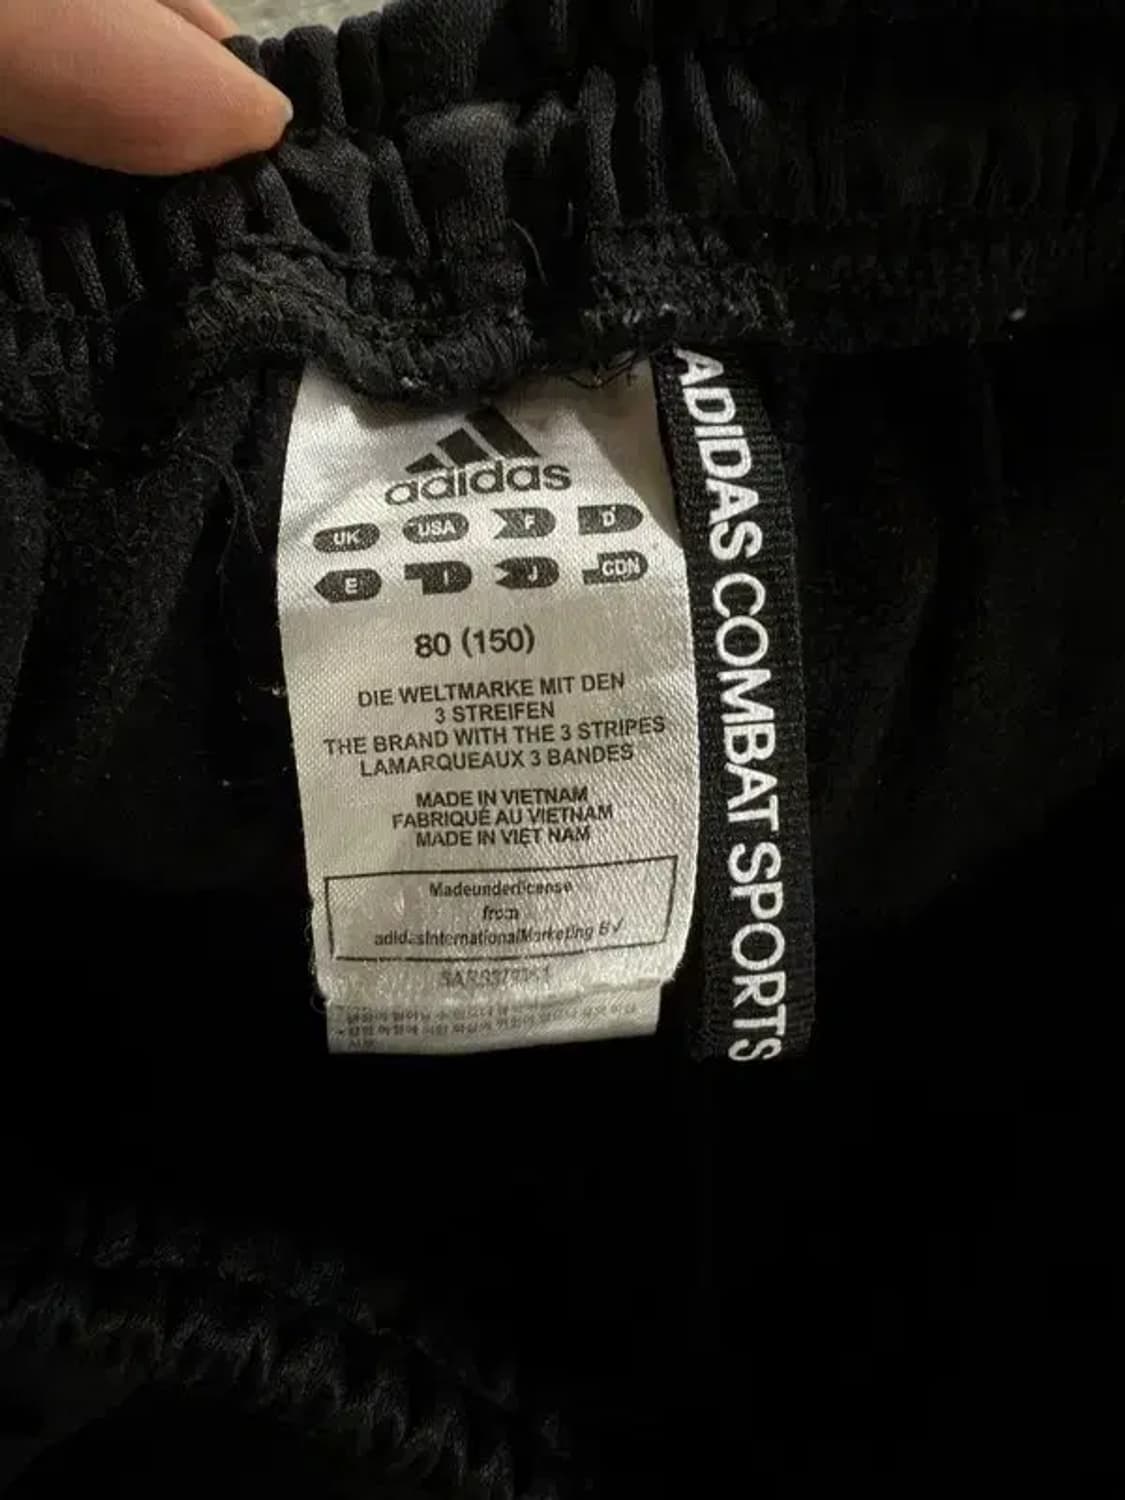 adidas
UK USA F D
E I J CDN
80 (150)
DIE WELTMARKE MIT DEN
3 STREIFEN
THE BRAND WITH THE 3 STRIPES
LAMARQUEAUX 3 BANDES
MADE IN VIETNAM
FABRIQUÉ AU VIETNAM
MADE IN VIỆT NAM
Madeunderlicense
from
adidasInternationalMarketing BV
ADIDAS COMBAT SPORTS